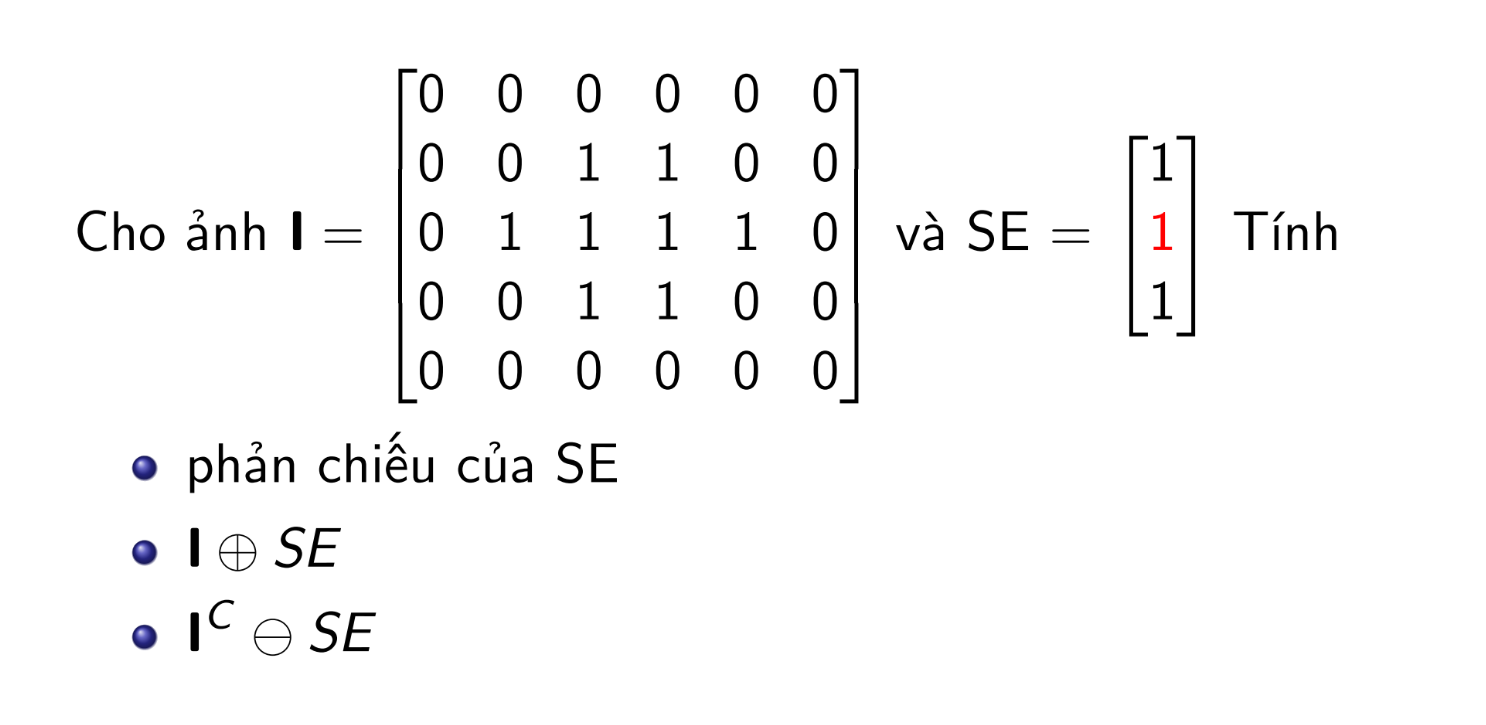 Cho ảnh I = [0 0 0 0 0 0 và SE = [1 1 1] Tính
0 0 1 1 0 0
0 1 1 1 1 0
0 0 1 1 0 0
0 0 0 0 0 0]
phản chiếu của SE
I ⊕ SE
I^C ⊖ SE